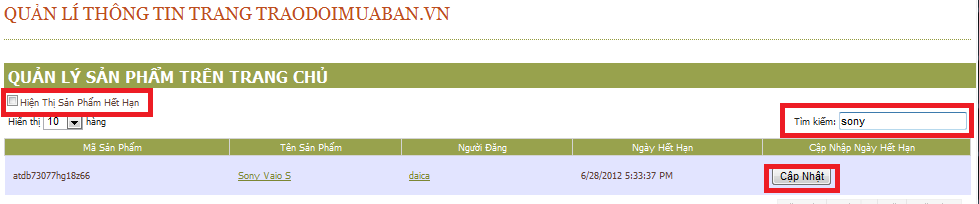 QUẢN LÍ THÔNG TIN TRANG TRAODOIMUABAN.VN
QUẢN LÝ SẢN PHẨM TRÊN TRANG CHỦ
Hiện Thị Sản Phẩm Hết Hạn
Hiển thị 10 hàng Tìm kiếm: sony
Mã Sản Phẩm Tên Sản Phẩm Người Đăng Ngày Hết Hạn Cập Nhập Ngày Hết Hạn
atdb73077hg18z66 Sony Vaio S daica 6/28/2012 5:33:37 PM Cập Nhật